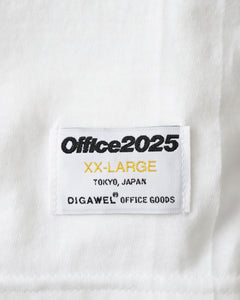 Office2025
XX-LARGE
TOKYO, JAPAN
DIGAWEL® OFFICE GOODS